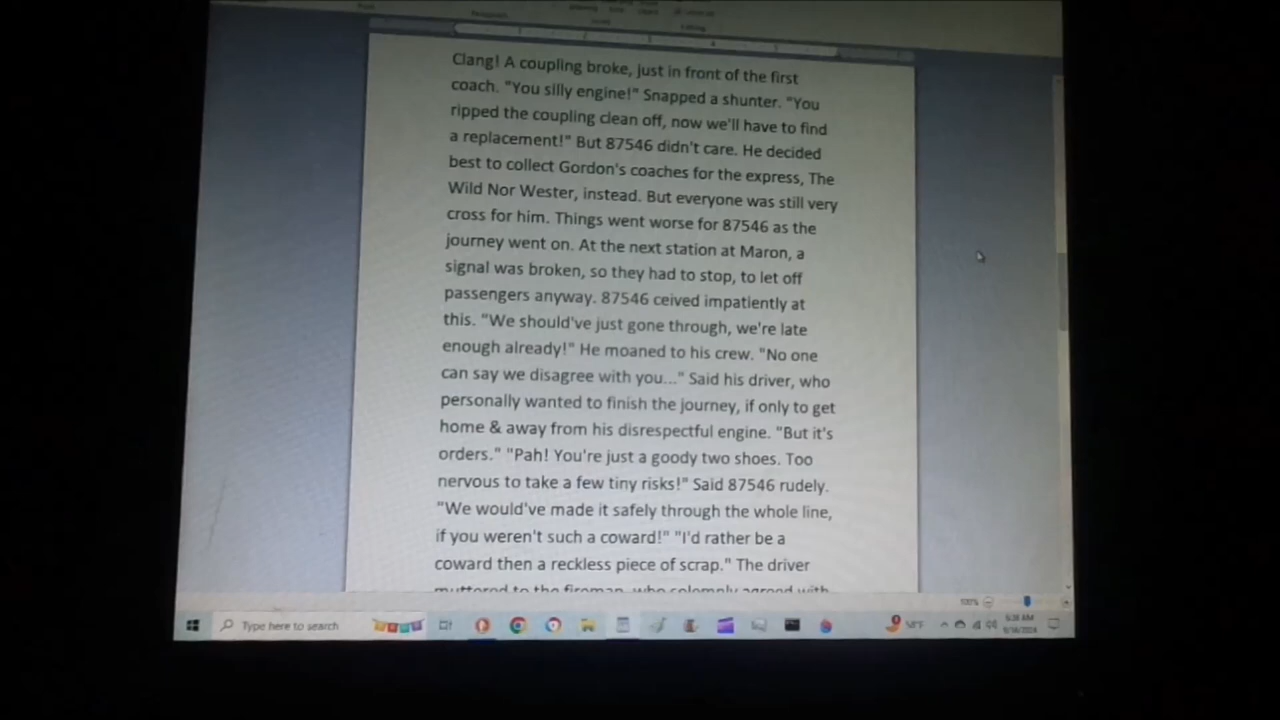 Clang! A coupling broke, just in front of the first
coach. "You silly engine!" Snapped a shunter. "You
ripped the coupling clean off, now we'll have to find
a replacement!" But 87546 didn't care. He decided
best to collect Gordon's coaches for the express, The
Wild Nor Wester, instead. But everyone was still very
cross for him. Things went worse for 87546 as the
journey went on. At the next station at Maron, a
signal was broken, so they had to stop, to let off
passengers anyway. 87546 ceived impatiently at
this. "We should've just gone through, we're late
enough already!" He moaned to his crew. "No one
can say we disagree with you..." Said his driver, who
personally wanted to finish the journey, if only to get
home & away from his disrespectful engine. "But it's
orders." "Pah! You're just a goody two shoes. Too
nervous to take a few tiny risks!" Said 87546 rudely.
"We would've made it safely through the whole line,
if you weren't such a coward!" "I'd rather be a
coward then a reckless piece of scrap." The driver
muttered to the fireman, who solemnly agreed with
100%
Type here to search